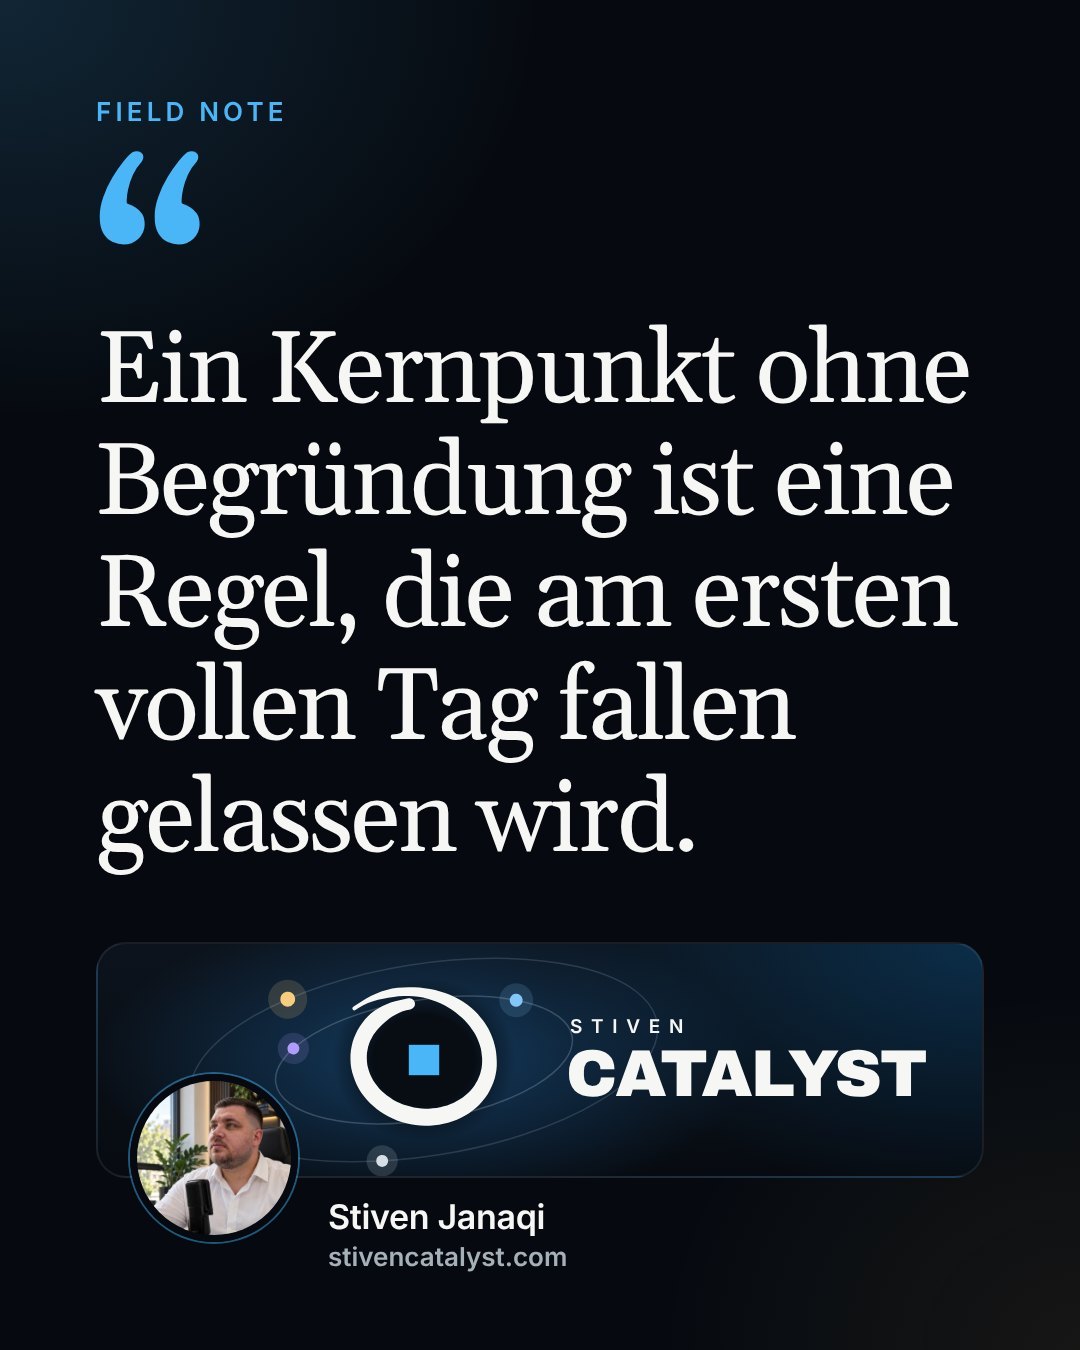 FIELD NOTE
“
Ein Kernpunkt ohne
Begründung ist eine
Regel, die am ersten
vollen Tag fallen
gelassen wird.
STIVEN
CATALYST
Stiven Janaqi
stivencatalyst.com